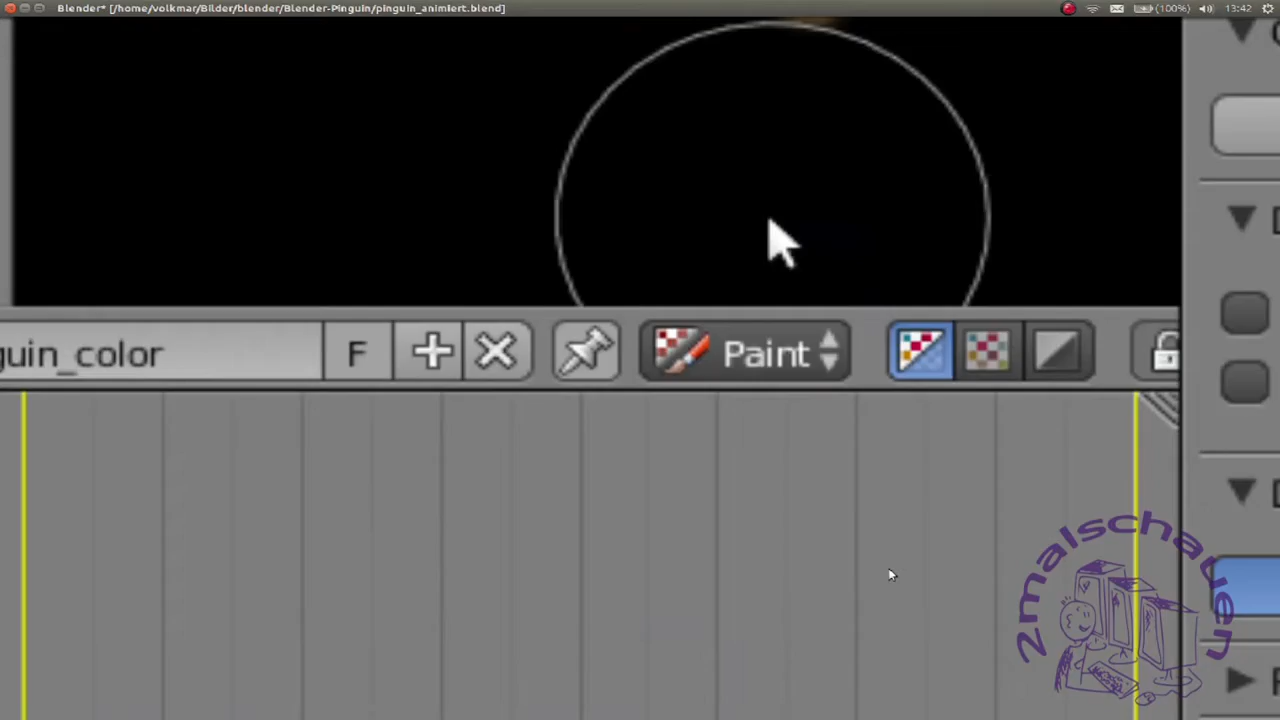 Blender* [/home/volkmar/Bilder/blender/Blender-Pinguin/pinguin_animiert.blend]
(100%)
13:42
guin_color
F
Paint
2malschauen